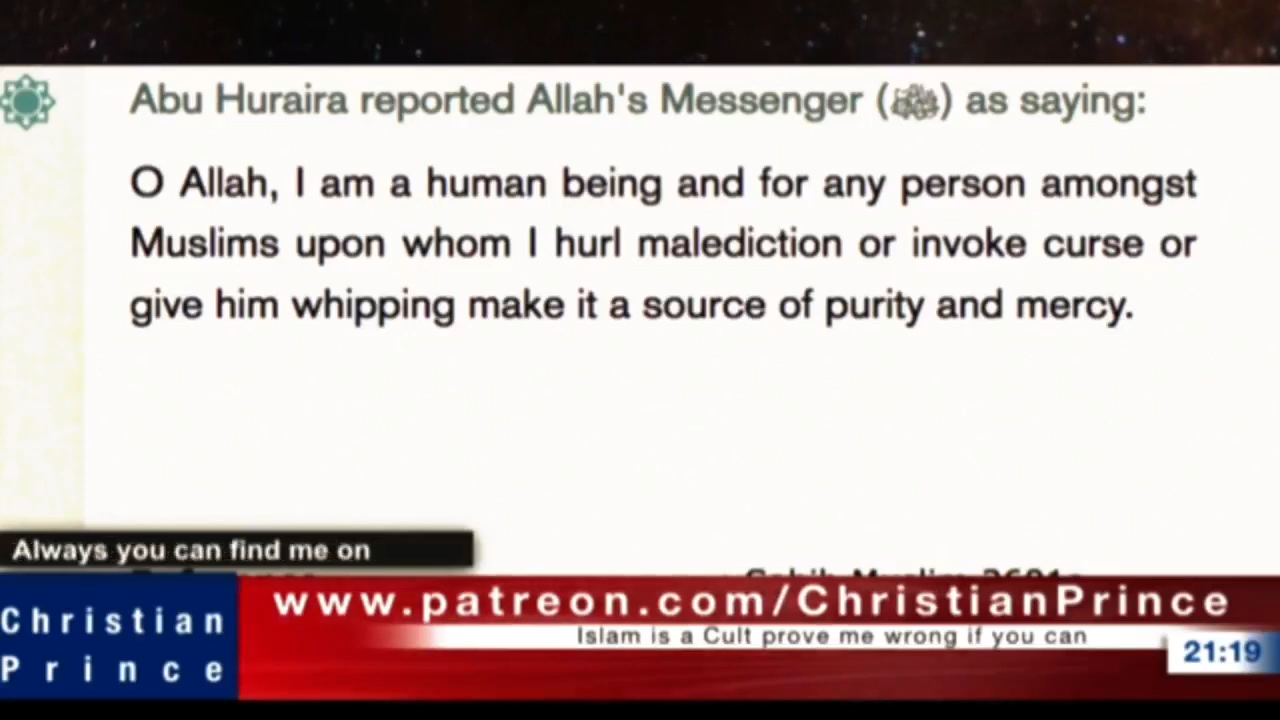 Abu Huraira reported Allah's Messenger (ﷺ) as saying:
O Allah, I am a human being and for any person amongst
Muslims upon whom I hurl malediction or invoke curse or
give him whipping make it a source of purity and mercy.
Always you can find me on
www.patreon.com/ChristianPrince
Islam is a Cult prove me wrong if you can
Christian
Prince
21:19